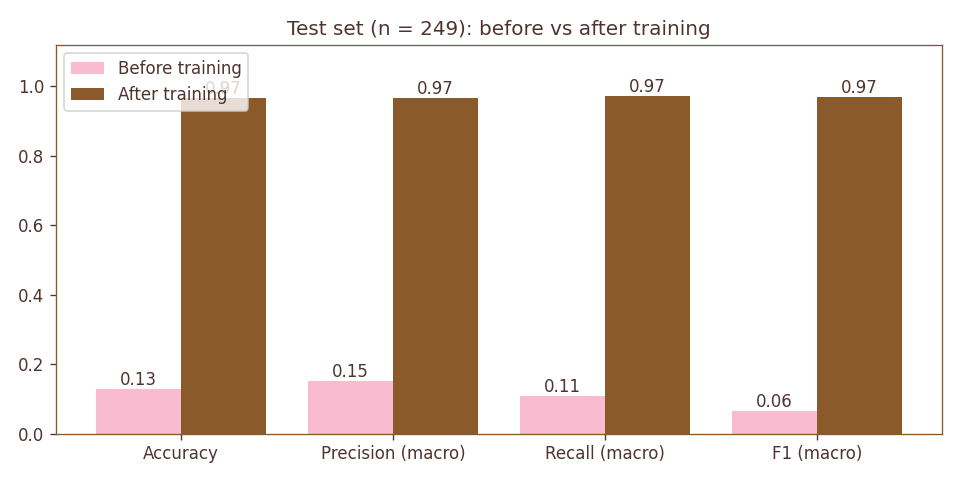 Test set (n = 249): before vs after training
Before training
After training
1.0
0.8
0.6
0.4
0.2
0.0
0.13
0.97
0.15
0.97
0.11
0.97
0.06
0.97
Accuracy
Precision (macro)
Recall (macro)
F1 (macro)